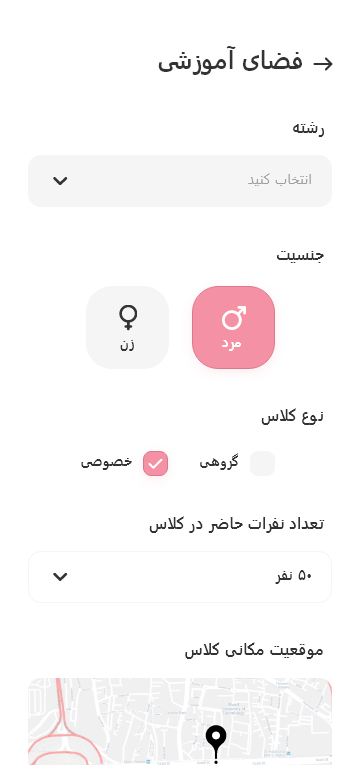 فضای آموزشی
رشته
انتخاب کنید
جنسیت
مرد
زن
نوع کلاس
گروهی
خصوصی
تعداد نفرات حاضر در کلاس
۵۰ نفر
موقعیت مکانی کلاس